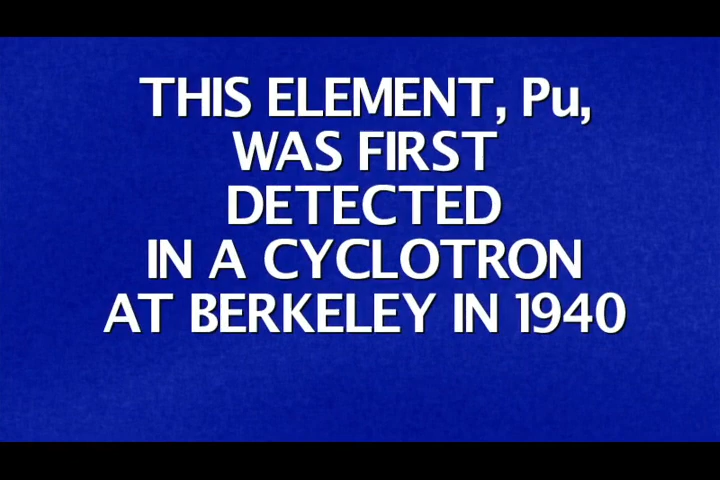 THIS ELEMENT, Pu,
WAS FIRST
DETECTED
IN A CYCLOTRON
AT BERKELEY IN 1940